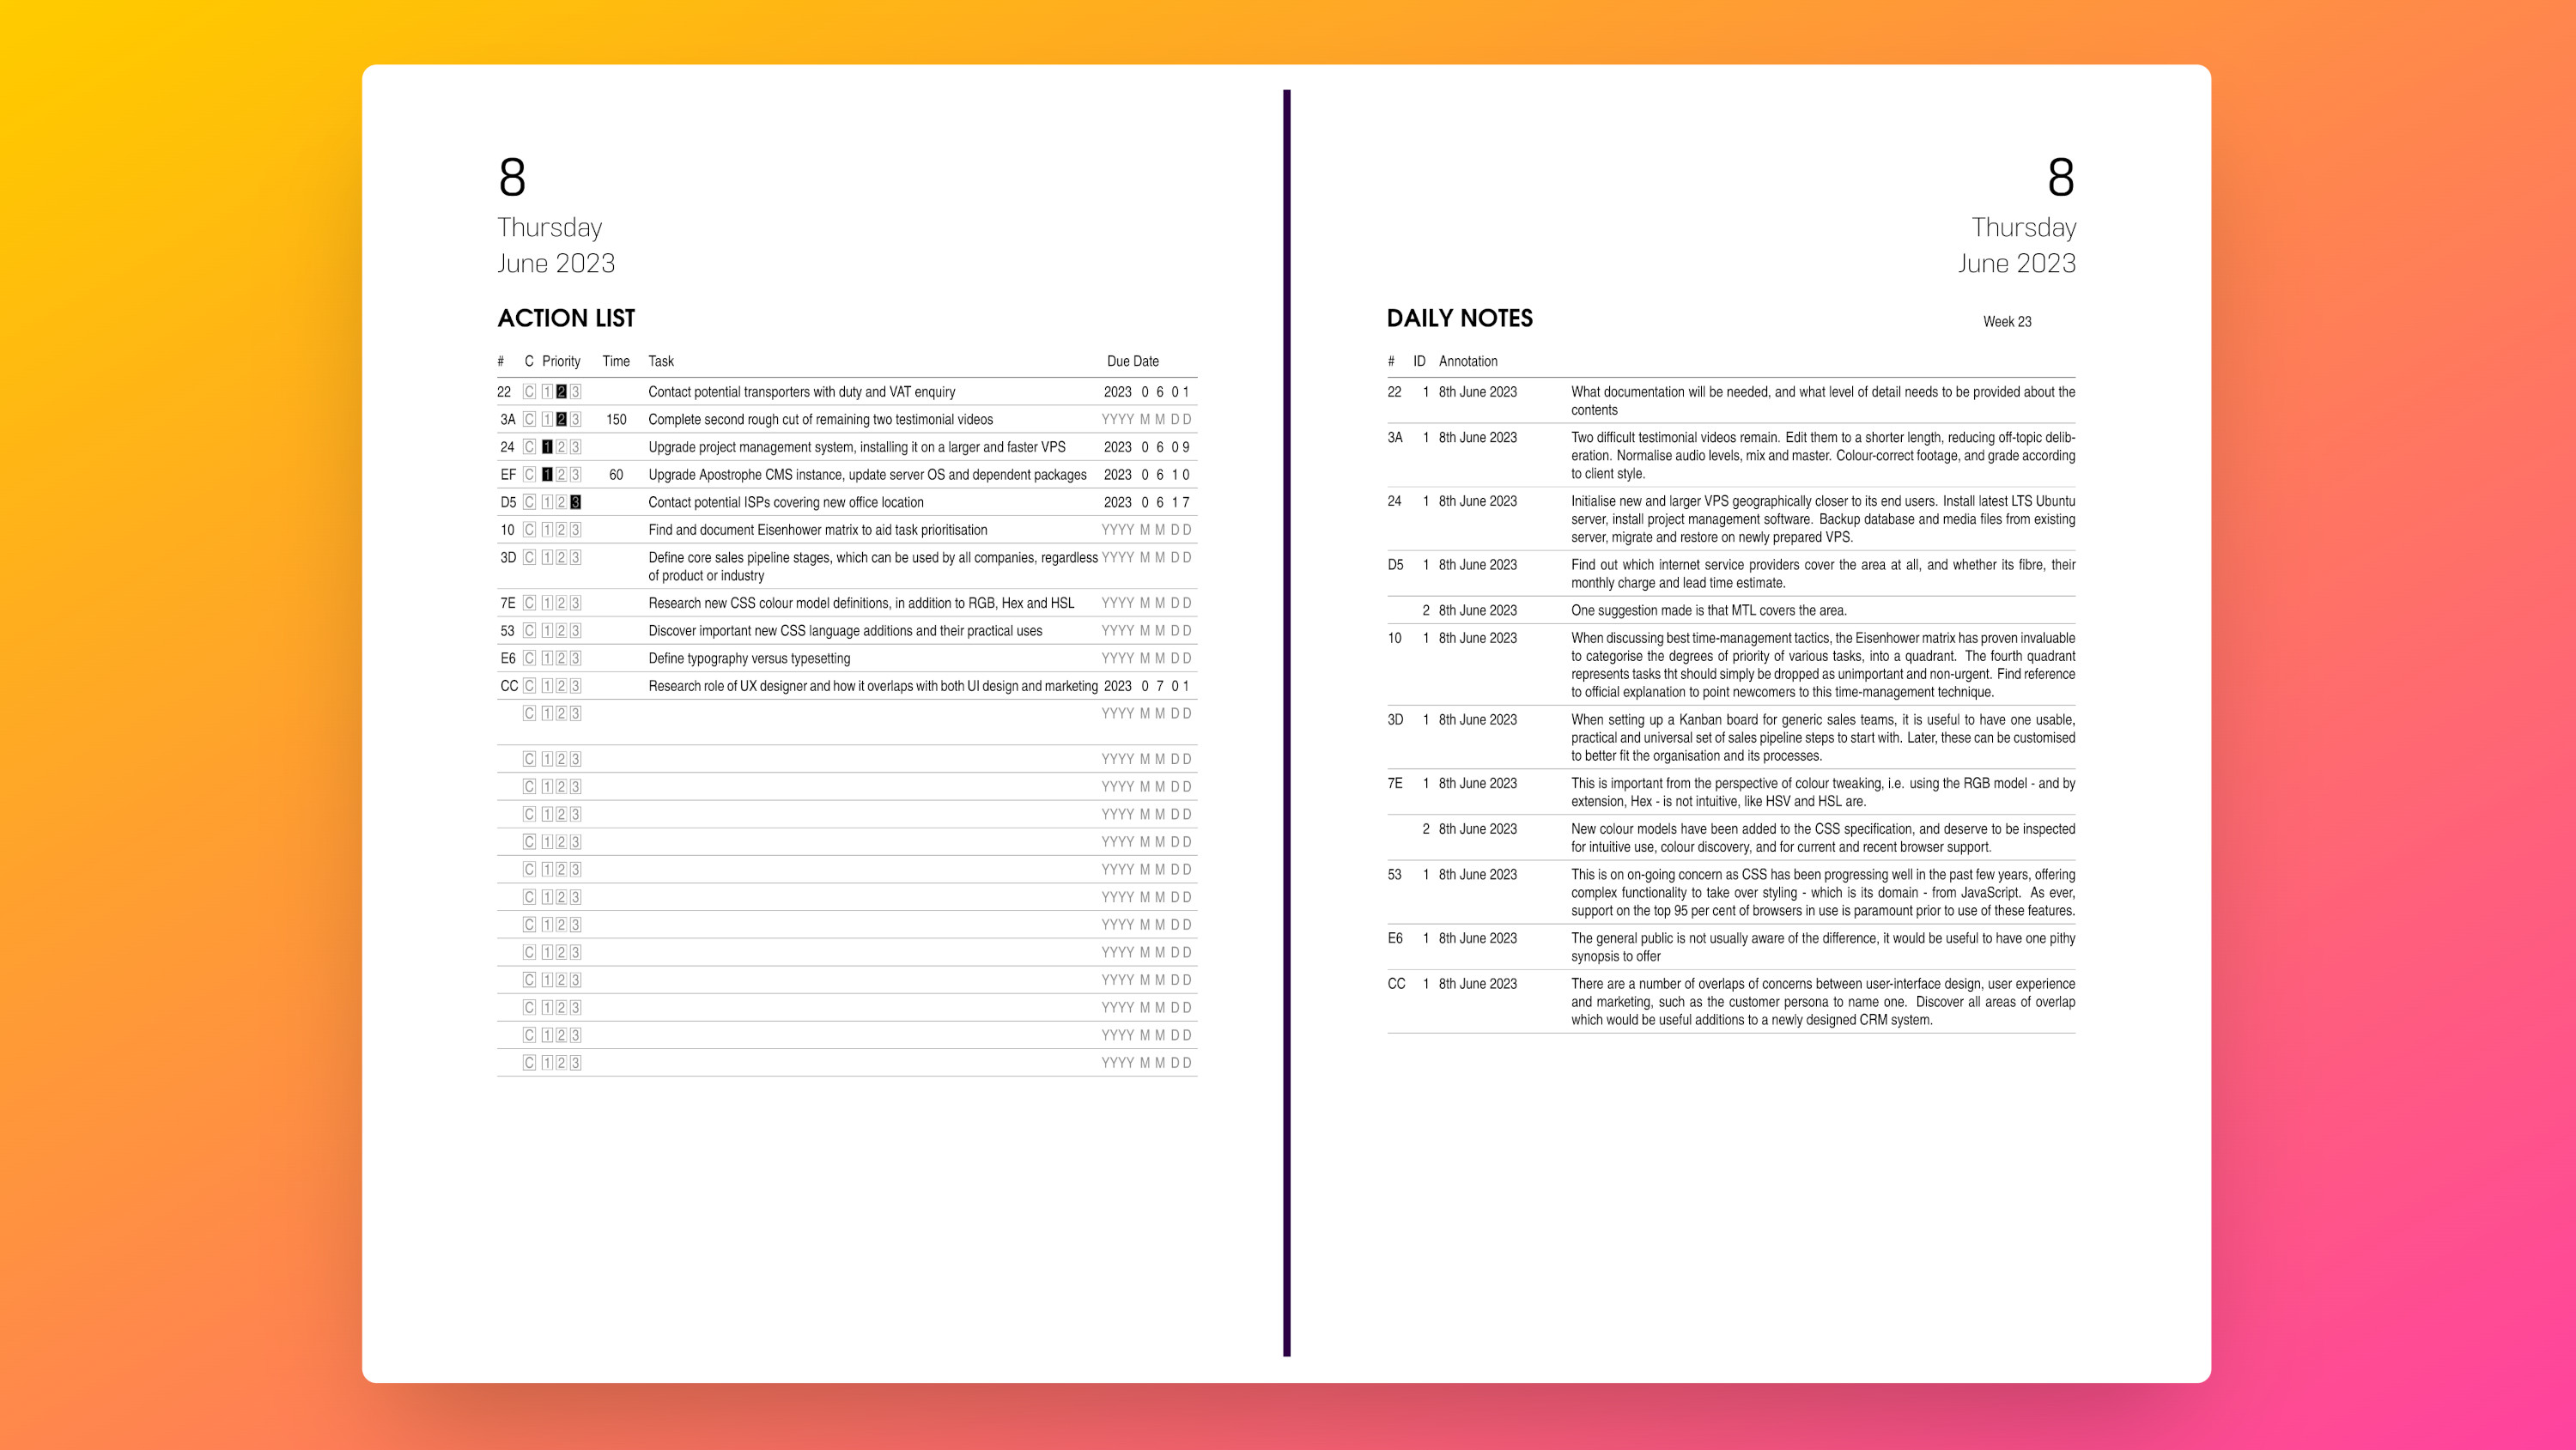 8
Thursday
June 2023
ACTION LIST
# C Priority Time Task Due Date
22 C 1 2 3 Contact potential transporters with duty and VAT enquiry 2023 0 6 0 1
3A C 1 2 3 150 Complete second rough cut of remaining two testimonial videos YYYY M M D D
24 C 1 2 3 Upgrade project management system, installing it on a larger and faster VPS 2023 0 6 0 9
EF C 1 2 3 60 Upgrade Apostrophe CMS instance, update server OS and dependent packages 2023 0 6 1 0
D5 C 1 2 3 Contact potential ISPs covering new office location 2023 0 6 1 7
10 C 1 2 3 Find and document Eisenhower matrix to aid task prioritisation YYYY M M D D
3D C 1 2 3 Define core sales pipeline stages, which can be used by all companies, regardless YYYY M M D D
of product or industry
7E C 1 2 3 Research new CSS colour model definitions, in addition to RGB, Hex and HSL YYYY M M D D
53 C 1 2 3 Discover important new CSS language additions and their practical uses YYYY M M D D
E6 C 1 2 3 Define typography versus typesetting YYYY M M D D
CC C 1 2 3 Research role of UX designer and how it overlaps with both UI design and marketing 2023 0 7 0 1
C 1 2 3 YYYY M M D D
C 1 2 3 YYYY M M D D
C 1 2 3 YYYY M M D D
C 1 2 3 YYYY M M D D
C 1 2 3 YYYY M M D D
C 1 2 3 YYYY M M D D
C 1 2 3 YYYY M M D D
C 1 2 3 YYYY M M D D
C 1 2 3 YYYY M M D D
C 1 2 3 YYYY M M D D
C 1 2 3 YYYY M M D D
C 1 2 3 YYYY M M D D
C 1 2 3 YYYY M M D D
8
Thursday
June 2023
DAILY NOTES Week 23
# ID Annotation
22 1 8th June 2023 What documentation will be needed, and what level of detail needs to be provided about the
contents
3A 1 8th June 2023 Two difficult testimonial videos remain. Edit them to a shorter length, reducing off-topic delib-
eration. Normalise audio levels, mix and master. Colour-correct footage, and grade according
to client style.
24 1 8th June 2023 Initialise new and larger VPS geographically closer to its end users. Install latest LTS Ubuntu
server, install project management software. Backup database and media files from existing
server, migrate and restore on newly prepared VPS.
D5 1 8th June 2023 Find out which internet service providers cover the area at all, and whether its fibre, their
monthly charge and lead time estimate.
2 8th June 2023 One suggestion made is that MTL covers the area.
10 1 8th June 2023 When discussing best time-management tactics, the Eisenhower matrix has proven invaluable
to categorise the degrees of priority of various tasks, into a quadrant. The fourth quadrant
represents tasks tht should simply be dropped as unimportant and non-urgent. Find reference
to official explanation to point newcomers to this time-management technique.
3D 1 8th June 2023 When setting up a Kanban board for generic sales teams, it is useful to have one usable,
practical and universal set of sales pipeline steps to start with. Later, these can be customised
to better fit the organisation and its processes.
7E 1 8th June 2023 This is important from the perspective of colour tweaking, i.e. using the RGB model - and by
extension, Hex - is not intuitive, like HSV and HSL are.
2 8th June 2023 New colour models have been added to the CSS specification, and deserve to be inspected
for intuitive use, colour discovery, and for current and recent browser support.
53 1 8th June 2023 This is on on-going concern as CSS has been progressing well in the past few years, offering
complex functionality to take over styling - which is its domain - from JavaScript. As ever,
support on the top 95 per cent of browsers in use is paramount prior to use of these features.
E6 1 8th June 2023 The general public is not usually aware of the difference, it would be useful to have one pithy
synopsis to offer
CC 1 8th June 2023 There are a number of overlaps of concerns between user-interface design, user experience
and marketing, such as the customer persona to name one. Discover all areas of overlap
which would be useful additions to a newly designed CRM system.